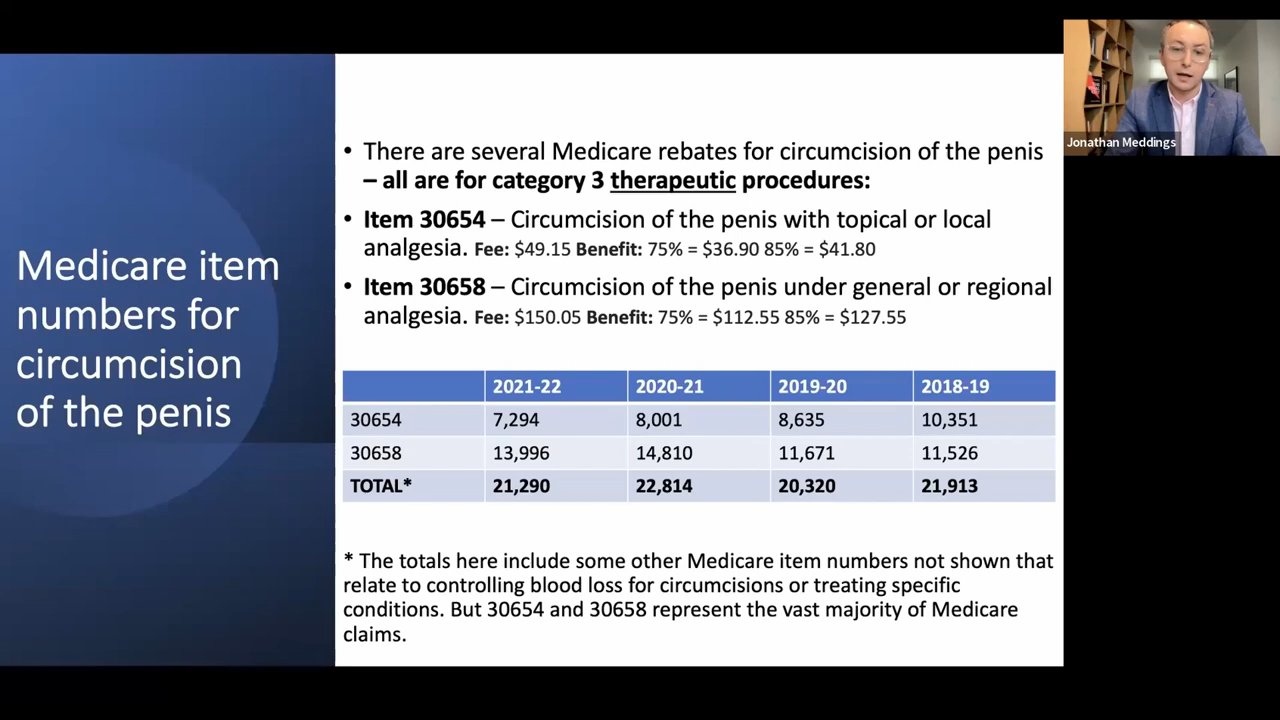 Medicare item
numbers for
circumcision
of the penis
• There are several Medicare rebates for circumcision of the penis
– all are for category 3 therapeutic procedures:
• Item 30654 – Circumcision of the penis with topical or local
analgesia. Fee: $49.15 Benefit: 75% = $36.90 85% = $41.80
• Item 30658 – Circumcision of the penis under general or regional
analgesia. Fee: $150.05 Benefit: 75% = $112.55 85% = $127.55
2021-22 2020-21 2019-20 2018-19
30654 7,294 8,001 8,635 10,351
30658 13,996 14,810 11,671 11,526
TOTAL* 21,290 22,814 20,320 21,913
* The totals here include some other Medicare item numbers not shown that
relate to controlling blood loss for circumcisions or treating specific
conditions. But 30654 and 30658 represent the vast majority of Medicare
claims.
Jonathan Meddings